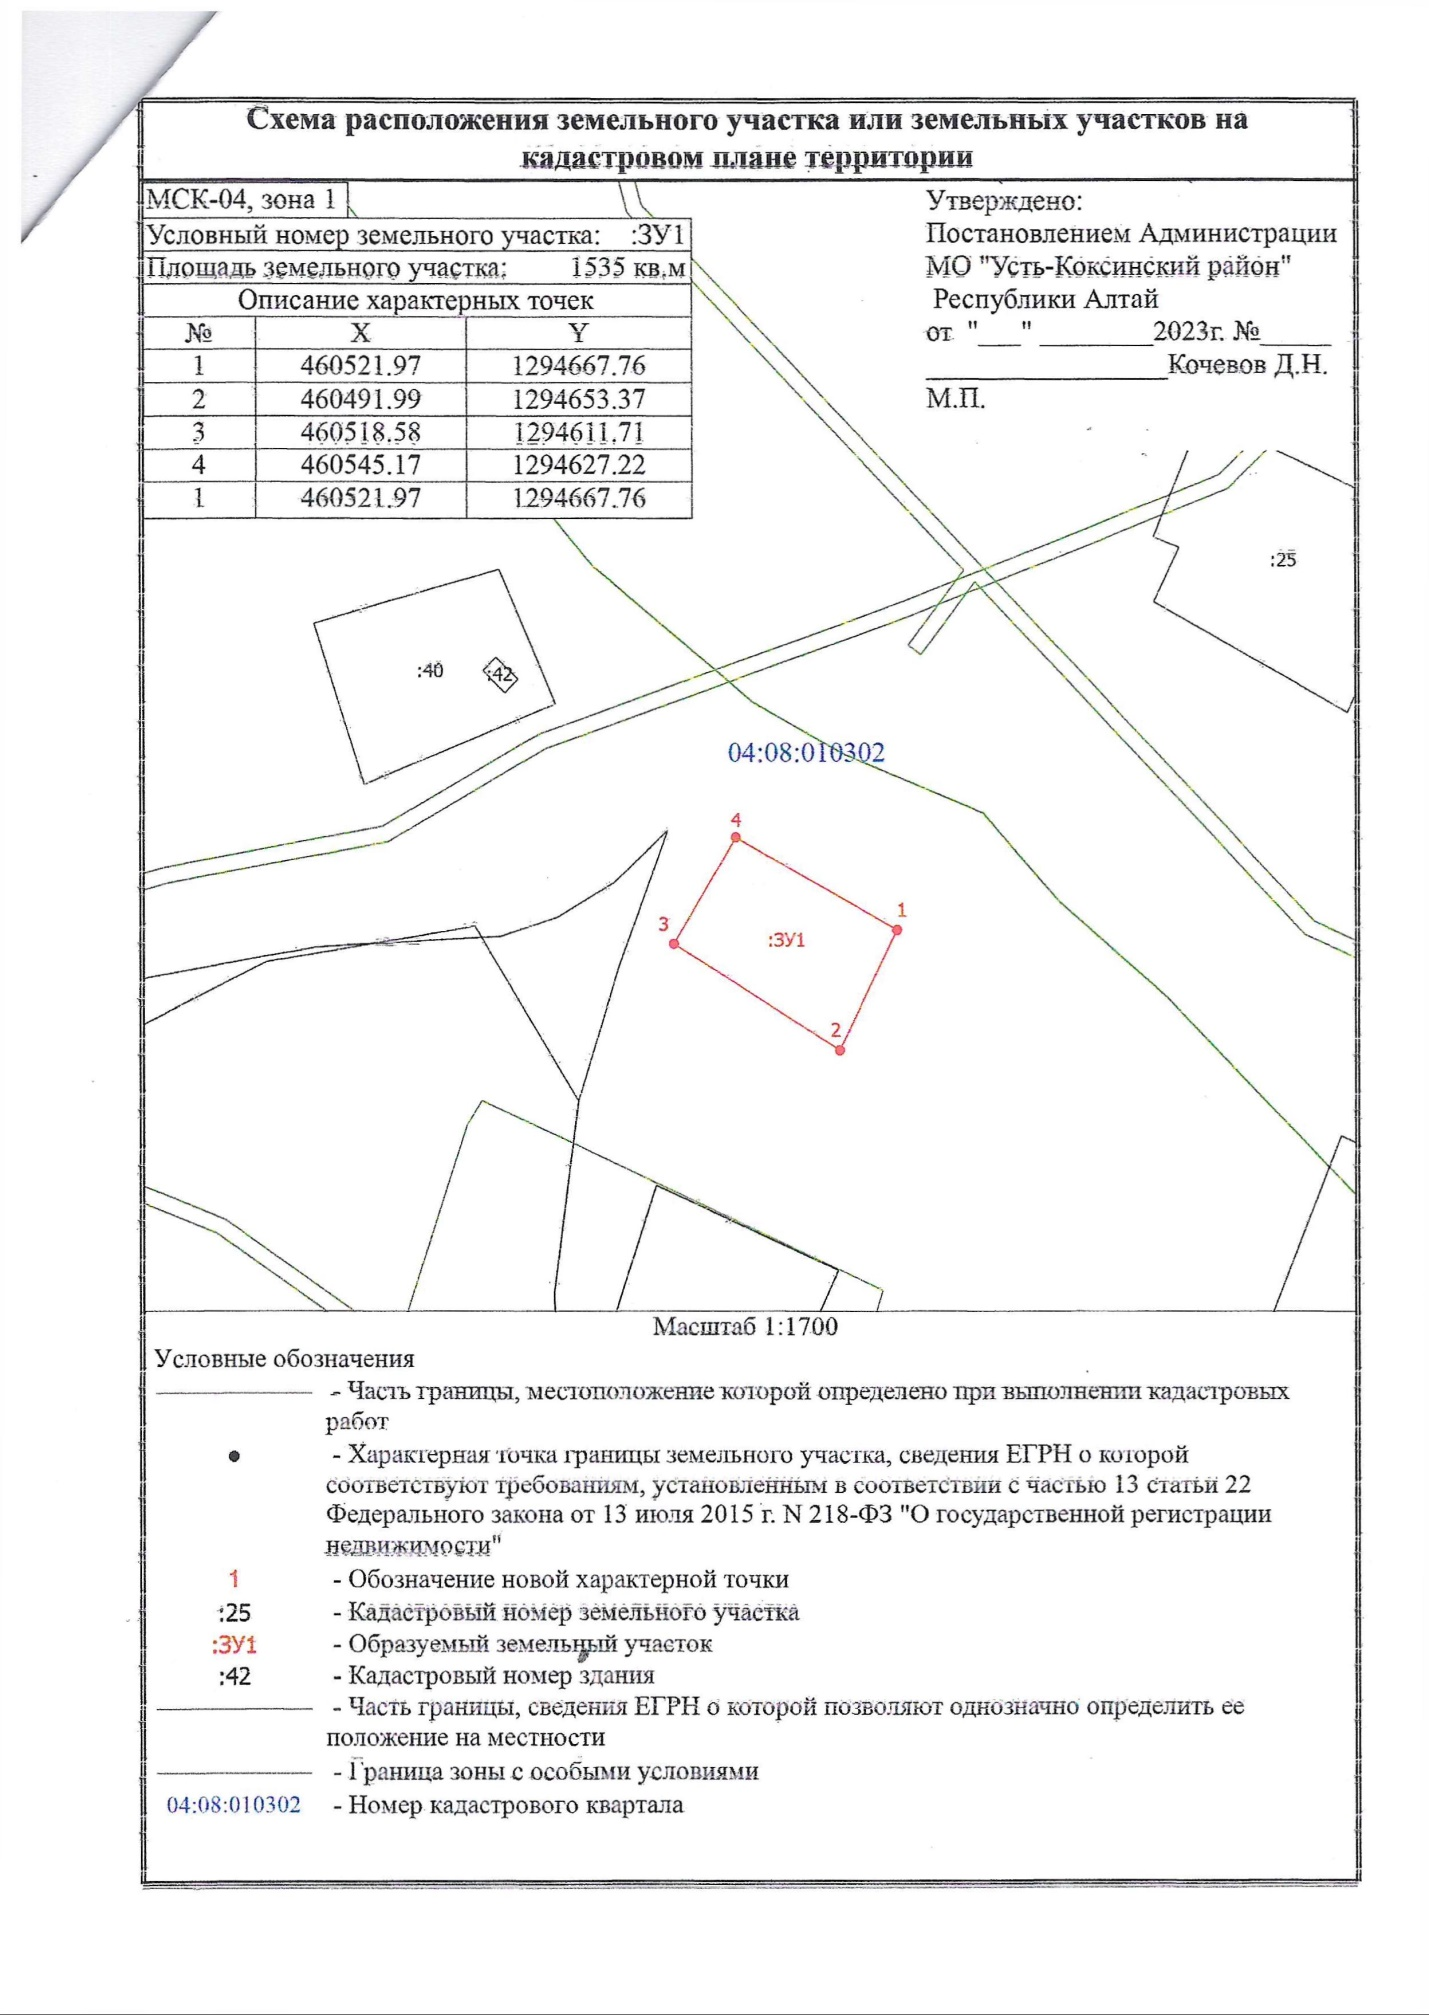 Схема расположения земельного участка или земельных участков на
кадастровом плане территории
МСК-04, зона 1
Условный номер земельного участка: :ЗУ1
Площадь земельного участка: 1535 кв.м
Описание характерных точек
№ X Y
1 460521.97 1294667.76
2 460491.99 1294653.37
3 460518.58 1294611.71
4 460545.17 1294627.22
1 460521.97 1294667.76
Утверждено:
Постановлением Администрации
МО "Усть-Коксинский район"
Республики Алтай
от "___" ________2023г. №_____
_________________Кочевов Д.Н.
М.П.
:25
:40
:42
04:08:010302
4
1
3
:ЗУ1
2
Масштаб 1:1700
Условные обозначения
- Часть границы, местоположение которой определено при выполнении кадастровых
работ
- Характерная точка границы земельного участка, сведения ЕГРН о которой
соответствуют требованиям, установленным в соответствии с частью 13 статьи 22
Федерального закона от 13 июля 2015 г. N 218-ФЗ "О государственной регистрации
недвижимости"
1 - Обозначение новой характерной точки
:25 - Кадастровый номер земельного участка
:ЗУ1 - Образуемый земельный участок
:42 - Кадастровый номер здания
- Часть границы, сведения ЕГРН о которой позволяют однозначно определить ее
положение на местности
- Граница зоны с особыми условиями
04:08:010302 - Номер кадастрового квартала